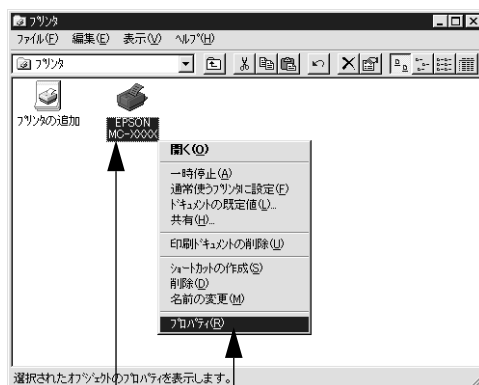 プリンタ
ファイル(F) 編集(E) 表示(V) ヘルプ(H)
プリンタ
プリンタの追加
EPSON
MC-XXXX
開く(O)
一時停止(A)
通常使うプリンタに設定(F)
ドキュメントの既定値(L)...
共有(H)...
印刷ドキュメントの削除(U)
ショートカットの作成(S)
削除(D)
名前の変更(M)
プロパティ(R)
選択されたオブジェクトのプロパティを表示します。